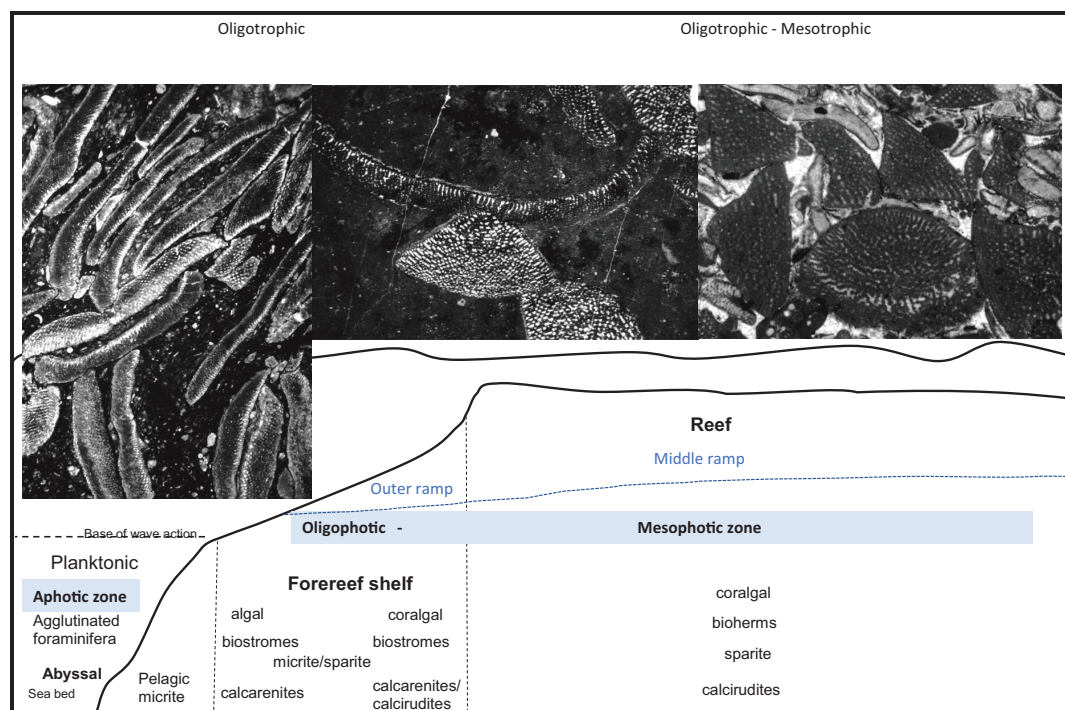 Oligotrophic
Oligotrophic - Mesotrophic
Reef
Middle ramp
Outer ramp
Oligophotic -
Mesophotic zone
Base of wave action
Planktonic
Aphotic zone
Agglutinated
foraminifera
Abyssal
Sea bed
Pelagic
micrite
Forereef shelf
algal
coralgal
biostromes
biostromes
micrite/sparite
calcarenites
calcarenites/
calcirudites
coralgal
bioherms
sparite
calcirudites